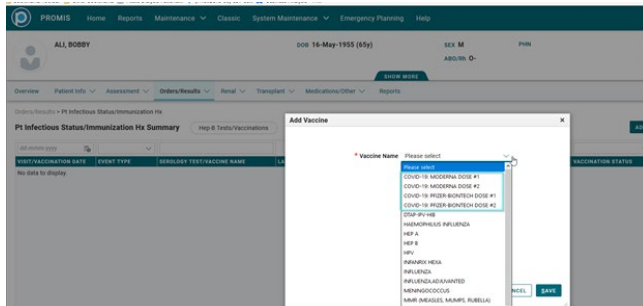 PROMIS Home Reports Maintenance Classic System Maintenance Emergency Planning Help
ALI, BOBBY DOB 16-May-1955 (65y) SEX M PHN
ABO/Rh O-
SHOW MORE
Overview Patient Info Assessment Orders/Results Renal Transplant Medications/Other Reports
Orders/Results > Pt Infectious Status/Immunization Hx
Pt Infectious Status/Immunization Hx Summary Hep B Tests/Vaccinations
Add Vaccine ×
AD
dd-mmm-yyyy
* Vaccine Name Please select
VISIT/VACCINATION DATE EVENT TYPE SEROLOGY TEST/VACCINE NAME LA VACCINATION STATUS
No data to display.
Please select
COVID-19: MODERNA DOSE #1
COVID-19: MODERNA DOSE #2
COVID-19: PFIZER-BIONTECH DOSE #1
COVID-19: PFIZER-BIONTECH DOSE #2
DTAP-IPV-HIB
HAEMOPHILUS INFLUENZA
HEP A
HEP B
HPV
INFANRIX HEXA
INFLUENZA
INFLUENZA,ADJUVANTED
MENINGOCOCCUS
MMR (MEASLES, MUMPS, RUBELLA)
NCEL SAVE